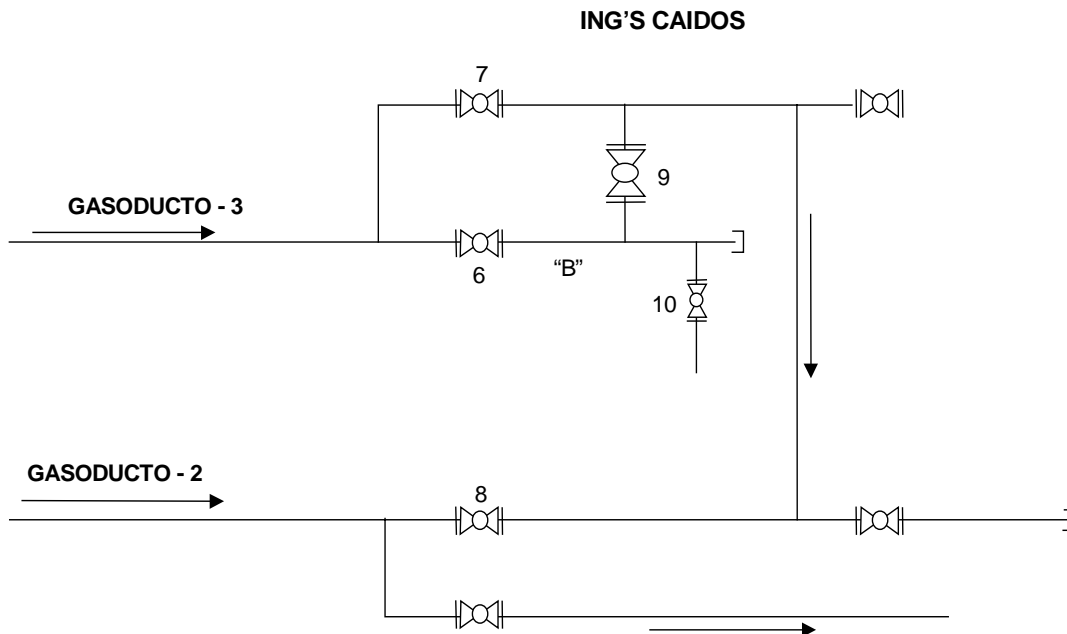 ING'S CAIDOS
7
9
GASODUCTO - 3
6
“B”
10
GASODUCTO - 2
8